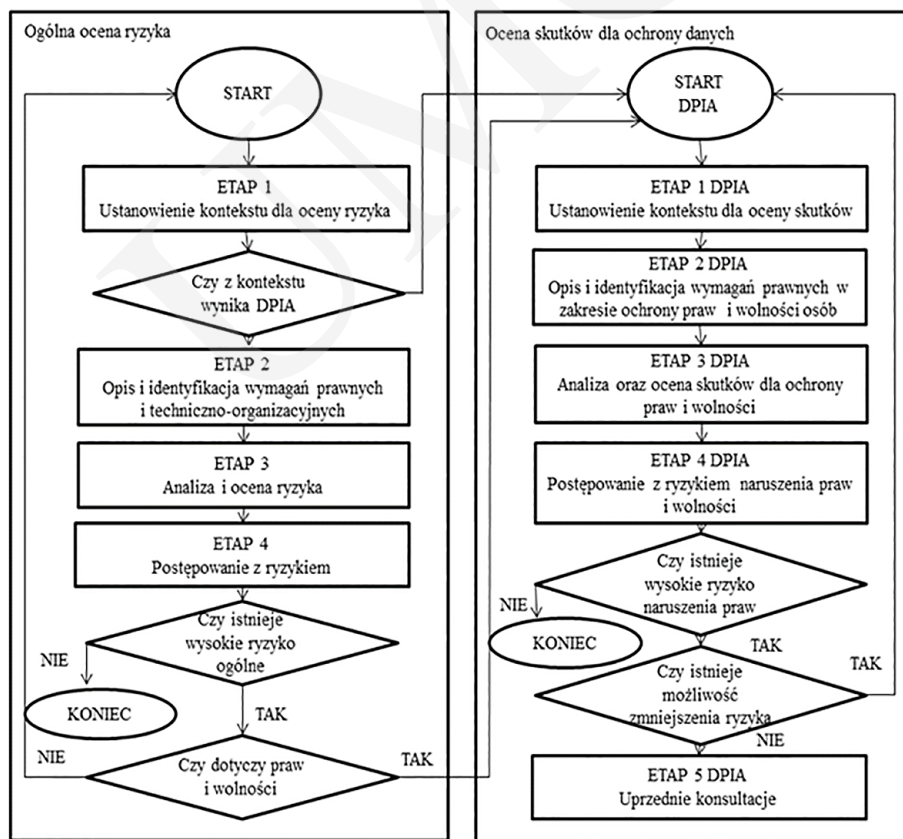 Ogólna ocena ryzyka
START
ETAP 1
Ustanowienie kontekstu dla oceny ryzyka
Czy z kontekstu
wynika DPIA
ETAP 2
Opis i identyfikacja wymagań prawnych
i techniczno-organizacyjnych
ETAP 3
Analiza i ocena ryzyka
ETAP 4
Postępowanie z ryzykiem
Czy istnieje
wysokie ryzyko
ogólne
NIE
KONIEC
TAK
NIE
Czy dotyczy praw
i wolności
TAK
Ocena skutków dla ochrony danych
START
DPIA
ETAP 1 DPIA
Ustanowienie kontekstu dla oceny skutków
ETAP 2 DPIA
Opis i identyfikacja wymagań prawnych w
zakresie ochrony praw i wolności osób
ETAP 3 DPIA
Analiza oraz ocena skutków dla ochrony
praw i wolności
ETAP 4 DPIA
Postępowanie z ryzykiem naruszenia praw
i wolności
Czy istnieje
wysokie ryzyko
naruszenia praw
NIE
KONIEC
TAK
Czy istnieje
możliwość
zmniejszenia ryzyka
TAK
NIE
ETAP 5 DPIA
Uprzednie konsultacje